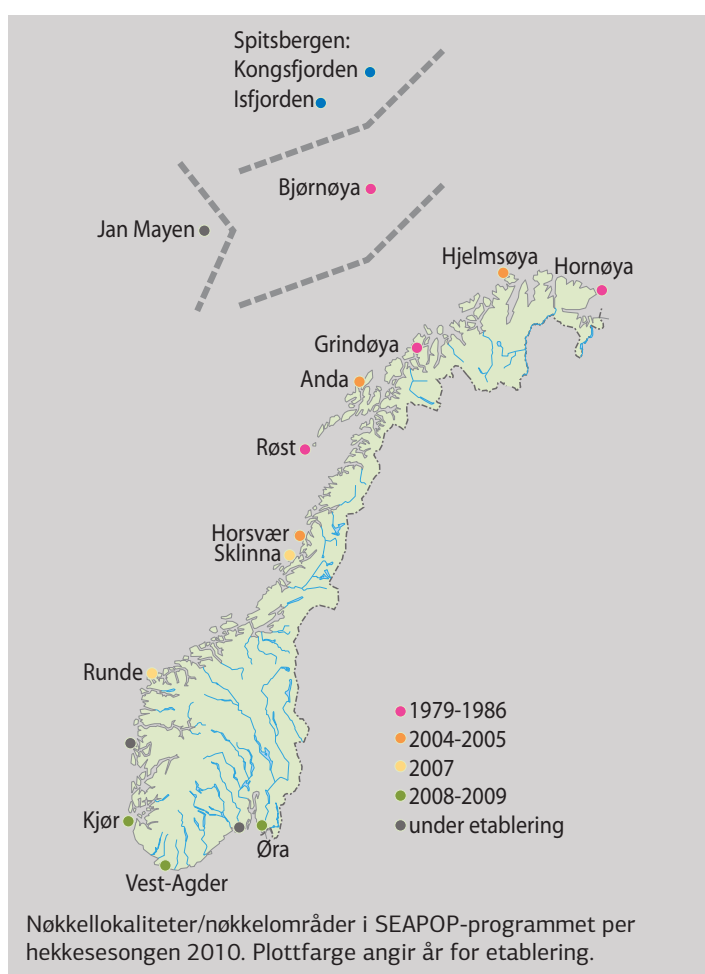 Spitsbergen:
Kongsfjorden
Isfjorden
Bjørnøya
Jan Mayen
Hjelmsøya
Hornøya
Grindøya
Anda
Røst
Horsvær
Sklinna
Runde
1979-1986
2004-2005
2007
2008-2009
under etablering
Kjør
Øra
Vest-Agder
Nøkkellokaliteter/nøkkelområder i SEAPOP-programmet per
hekkesesongen 2010. Plottfarge angir år for etablering.